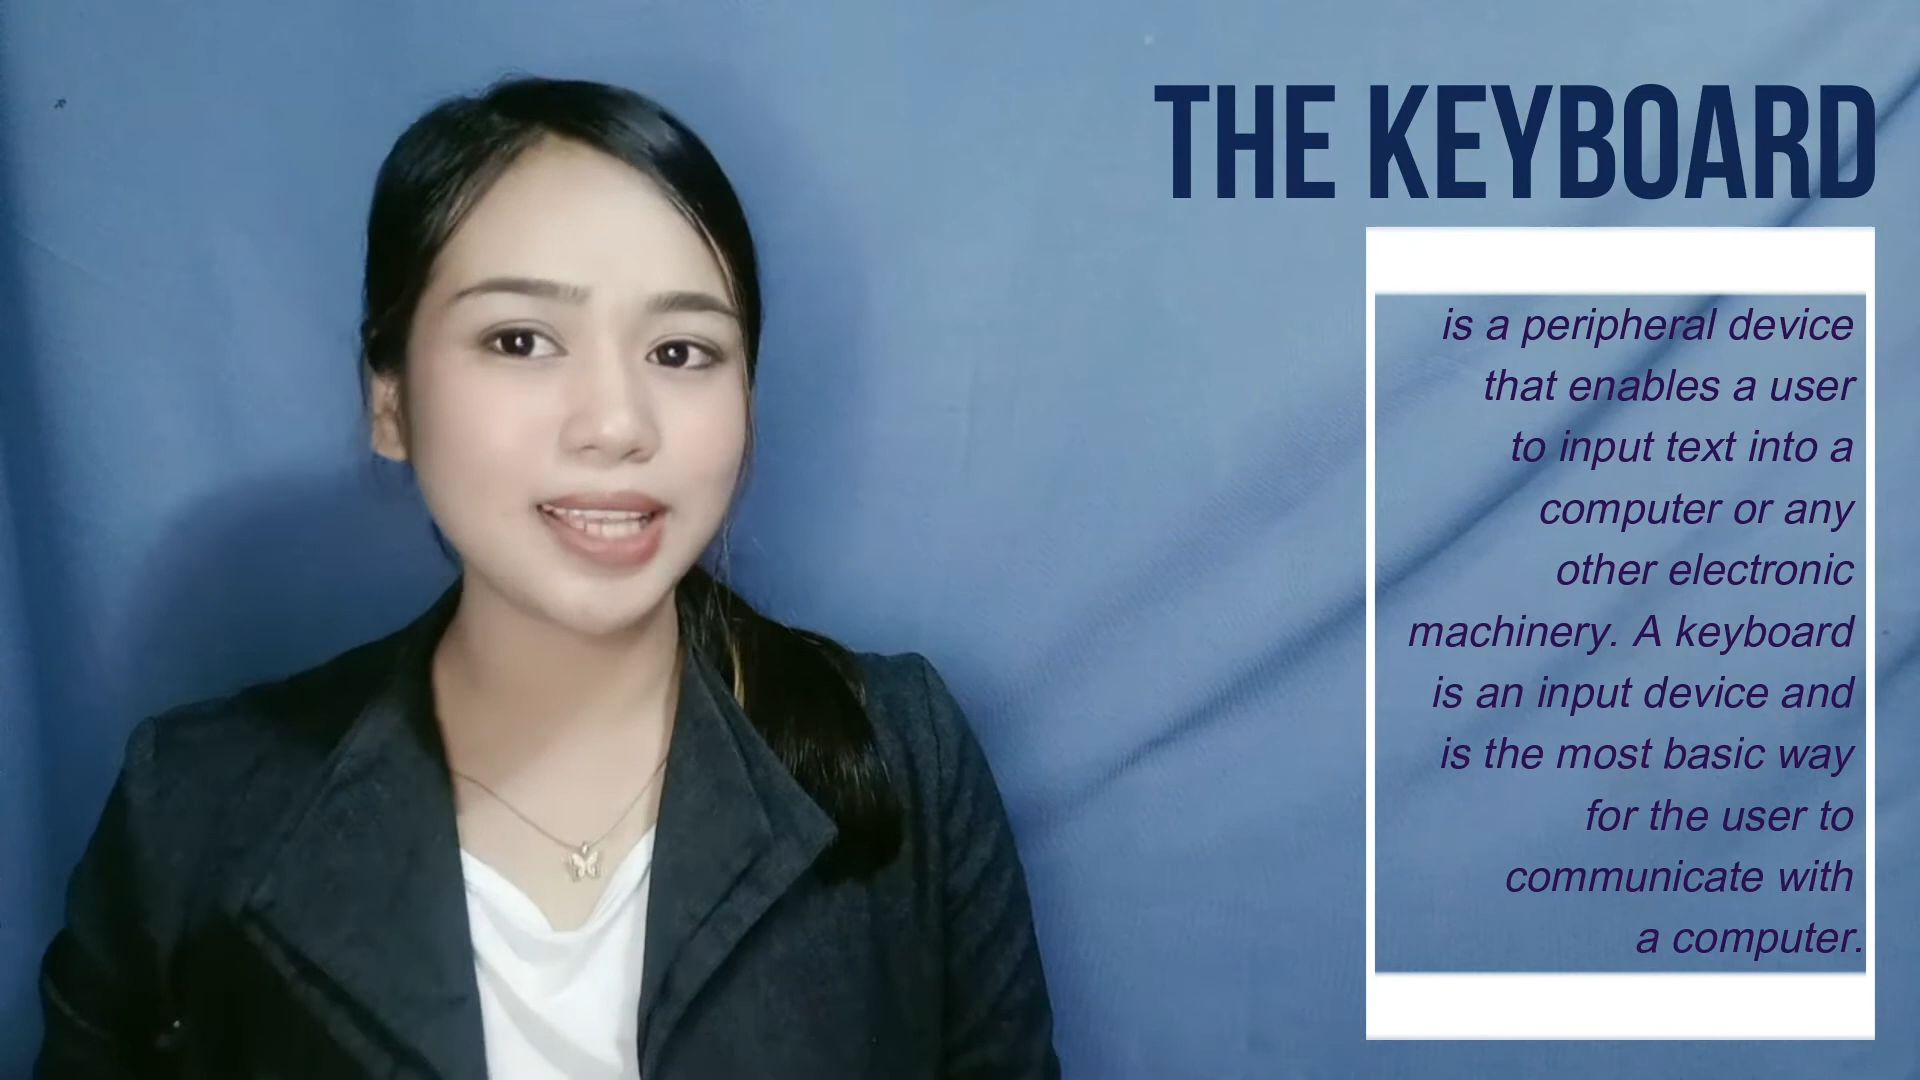 THE KEYBOARD
is a peripheral device
that enables a user
to input text into a
computer or any
other electronic
machinery. A keyboard
is an input device and
is the most basic way
for the user to
communicate with
a computer.